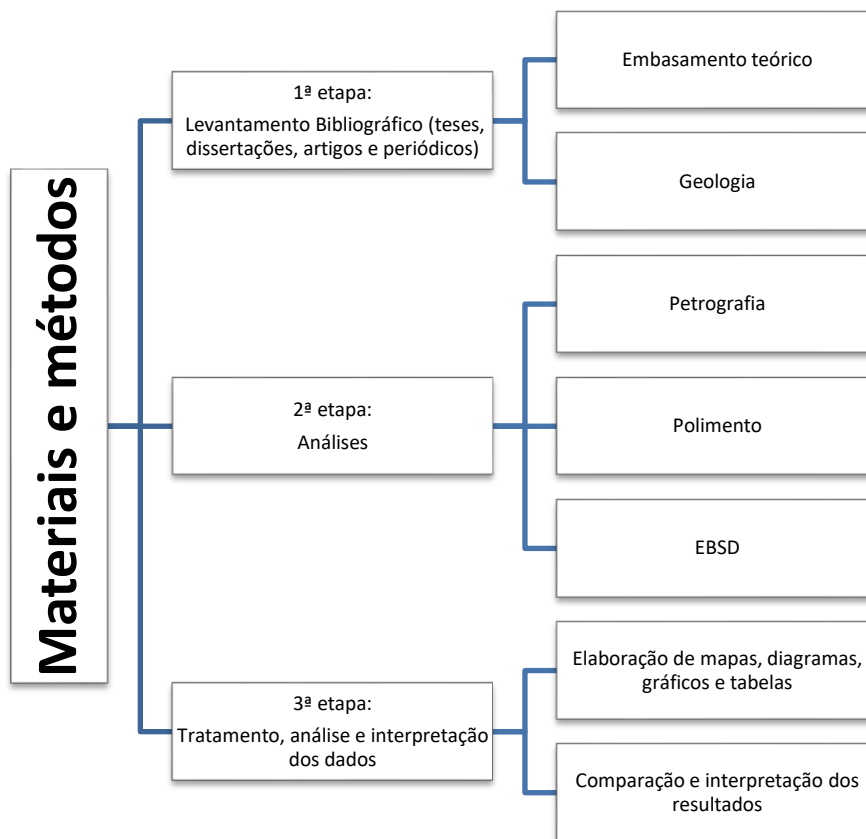 Materiais e métodos
1ª etapa:
Levantamento Bibliográfico (teses,
dissertações, artigos e periódicos)
Embasamento teórico
Geologia
2ª etapa:
Análises
Petrografia
Polimento
EBSD
3ª etapa:
Tratamento, análise e interpretação
dos dados
Elaboração de mapas, diagramas,
gráficos e tabelas
Comparação e interpretação dos
resultados